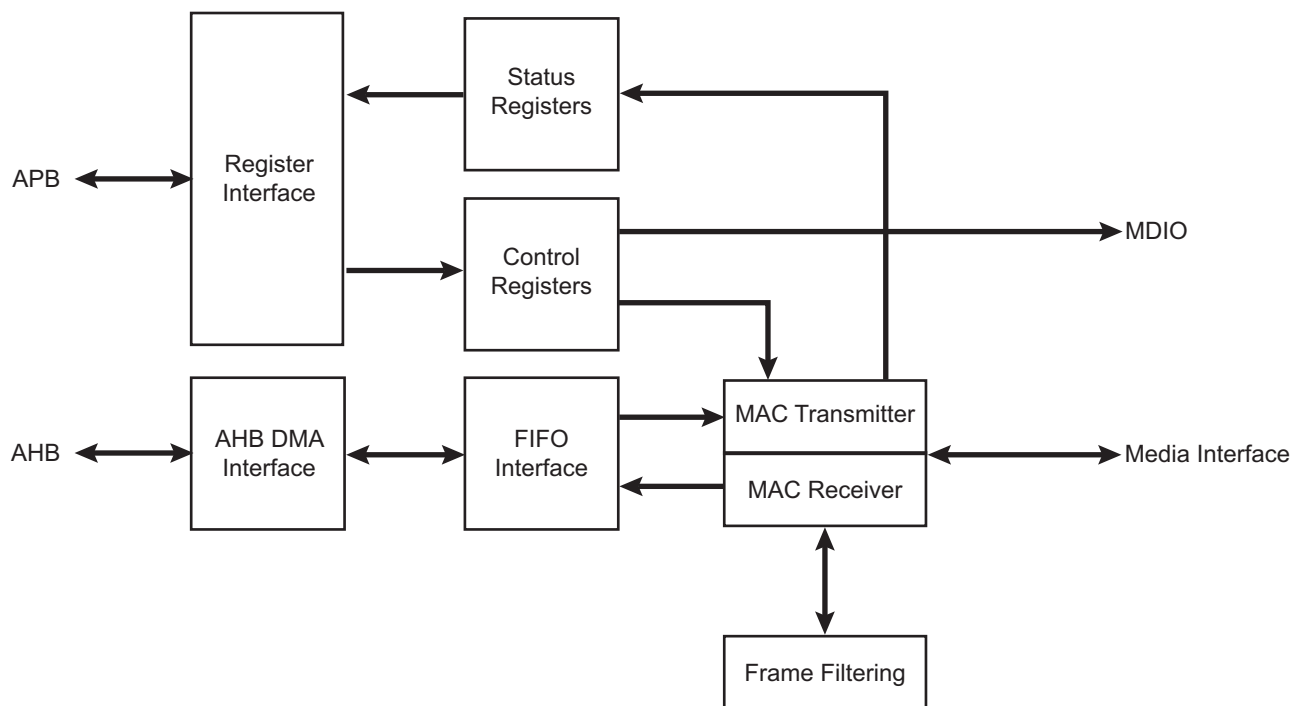 Status
Registers
APB
Register
Interface
MDIO
Control
Registers
AHB
AHB DMA
Interface
FIFO
Interface
MAC Transmitter
MAC Receiver
Media Interface
Frame Filtering